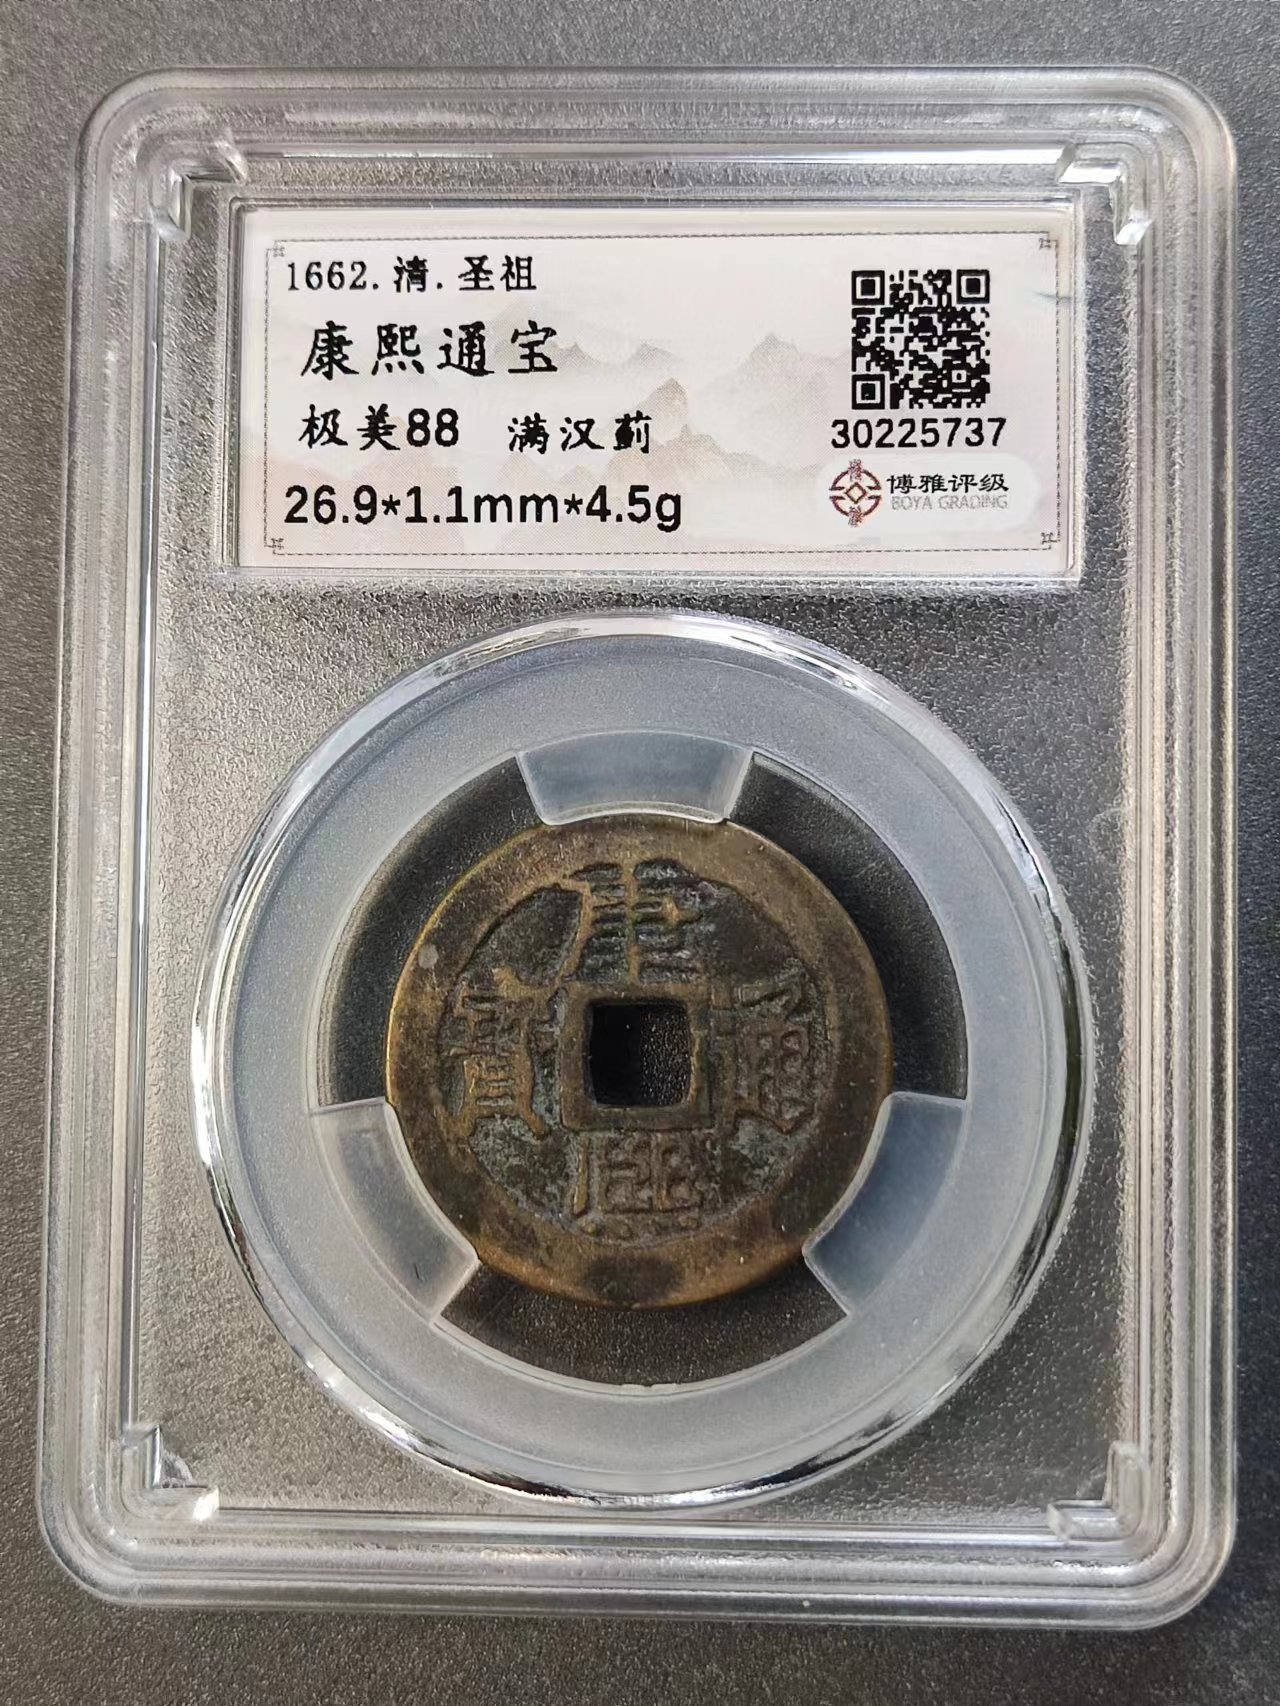 1662.清.圣祖
康熙通宝
极美88 满汉蓟
26.9*1.1mm*4.5g
30225737
博雅评级
BOYA GRADING
康
寶 通
熙